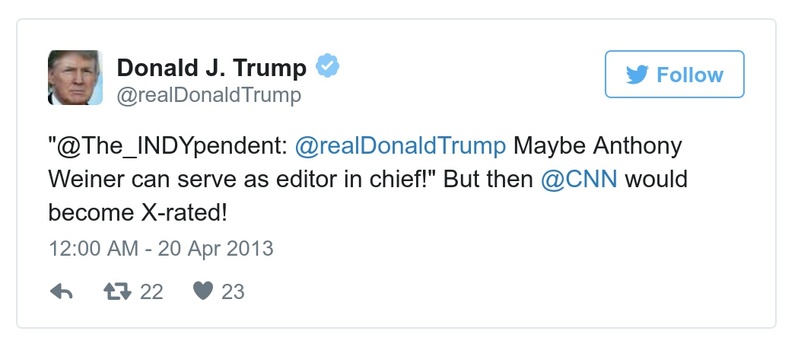 Donald J. Trump
@realDonaldTrump
Follow
"@The_INDYpendent: @realDonaldTrump Maybe Anthony
Weiner can serve as editor in chief!" But then @CNN would
become X-rated!
12:00 AM - 20 Apr 2013
22 23